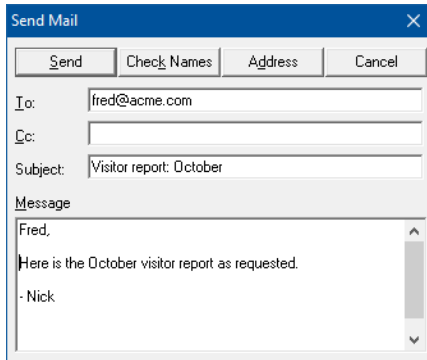 Send Mail
Send Check Names Address Cancel
To: fred@acme.com
Cc:
Subject: Visitor report: October
Message
Fred,
Here is the October visitor report as requested.
- Nick